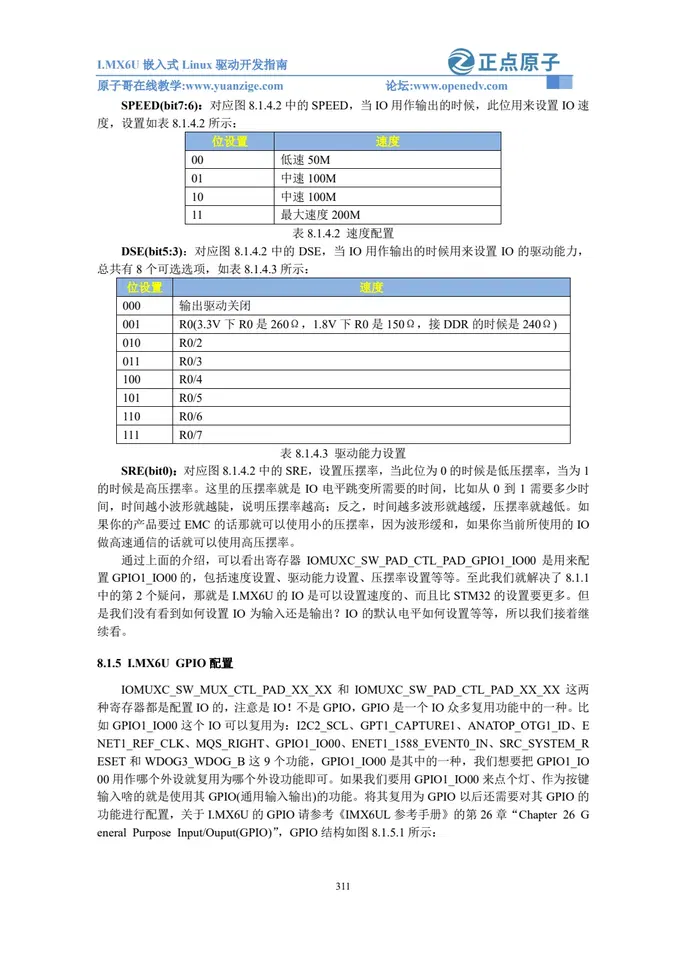 I.MX6U 嵌入式 Linux 驱动开发指南
正点原子
原子哥在线教学:www.yuanzige.com 论坛:www.openedv.com
SPEED(bit7:6)：对应图 8.1.4.2 中的 SPEED，当 IO 用作输出的时候，此位用来设置 IO 速
度，设置如表 8.1.4.2 所示：
位设置 速度
00 低速 50M
01 中速 100M
10 中速 100M
11 最大速度 200M
表 8.1.4.2 速度配置
DSE(bit5:3)：对应图 8.1.4.2 中的 DSE，当 IO 用作输出的时候用来设置 IO 的驱动能力，
总共有 8 个可选选项，如表 8.1.4.3 所示：
位设置 速度
000 输出驱动关闭
001 R0(3.3V 下 R0 是 260Ω，1.8V 下 R0 是 150Ω，接 DDR 的时候是 240Ω)
010 R0/2
011 R0/3
100 R0/4
101 R0/5
110 R0/6
111 R0/7
表 8.1.4.3 驱动能力设置
SRE(bit0)：对应图 8.1.4.2 中的 SRE，设置压摆率，当此位为 0 的时候是低压摆率，当为 1
的时候是高压摆率。这里的压摆率就是 IO 电平跳变所需要的时间，比如从 0 到 1 需要多少时
间，时间越小波形就越陡，说明压摆率越高；反之，时间越多波形就越缓，压摆率就越低。如
果你的产品要过 EMC 的话那就可以使用小的压摆率，因为波形缓和，如果你当前所使用的 IO
做高速通信的话就可以使用高压摆率。
通过上面的介绍，可以看出寄存器 IOMUXC_SW_PAD_CTL_PAD_GPIO1_IO00 是用来配
置 GPIO1_IO00 的，包括速度设置、驱动能力设置、压摆率设置等等。至此我们就解决了 8.1.1
中的第 2 个疑问，那就是 I.MX6U 的 IO 是可以设置速度的、而且比 STM32 的设置要更多。但
是我们没有看到如何设置 IO 为输入还是输出？IO 的默认电平如何设置等等，所以我们接着继
续看。
8.1.5 I.MX6U GPIO 配置
IOMUXC_SW_MUX_CTL_PAD_XX_XX 和 IOMUXC_SW_PAD_CTL_PAD_XX_XX 这两
种寄存器都是配置 IO 的，注意是 IO！不是 GPIO，GPIO 是一个 IO 众多复用功能中的一种。比
如 GPIO1_IO00 这个 IO 可以复用为：I2C2_SCL、GPT1_CAPTURE1、ANATOP_OTG1_ID、E
NET1_REF_CLK、MQS_RIGHT、GPIO1_IO00、ENET1_1588_EVENT0_IN、SRC_SYSTEM_R
ESET 和 WDOG3_WDOG_B 这 9 个功能，GPIO1_IO00 是其中的一种，我们想要把 GPIO1_IO
00 用作哪个外设就复用为哪个外设功能即可。如果我们要用 GPIO1_IO00 来点个灯、作为按键
输入啥的就是使用其 GPIO(通用输入输出)的功能。将其复用为 GPIO 以后还需要对其 GPIO 的
功能进行配置，关于 I.MX6U 的 GPIO 请参考《IMX6UL 参考手册》的第 26 章“Chapter 26 G
eneral Purpose Input/Ouput(GPIO)”，GPIO 结构如图 8.1.5.1 所示：
311